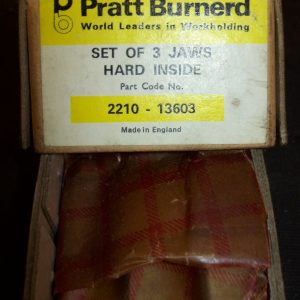 Pratt Burnerd
World Leaders in Workholding
SET OF 3 JAWS
HARD INSIDE
Part Code No.
2210 - 13603
Made in England